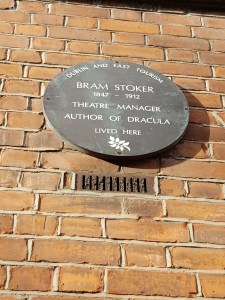 DUBLIN AND EAST TOURISM
BRAM STOKER
1847 - 1912
THEATRE MANAGER
AUTHOR OF DRACULA
LIVED HERE